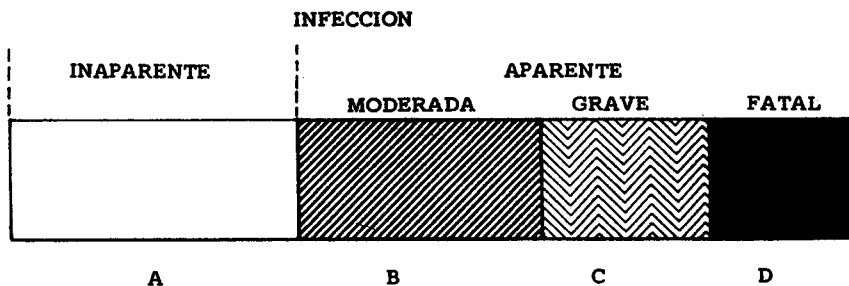 INFECCION
INAPARENTE APARENTE
MODERADA GRAVE FATAL
A B C D